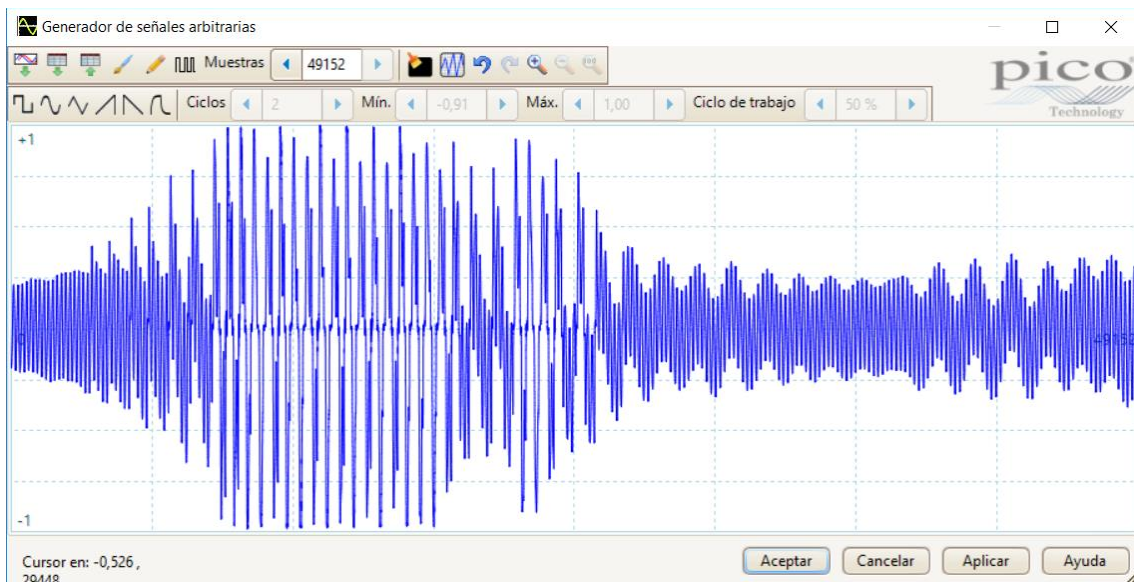 Generador de señales arbitrarias
Muestras 49152
pico
Technology
Ciclos 2 Mín. -0,91 Máx. 1,00 Ciclo de trabajo 50 %
+1
0
49152
-1
Cursor en: -0,526 ,
29448
Aceptar Cancelar Aplicar Ayuda